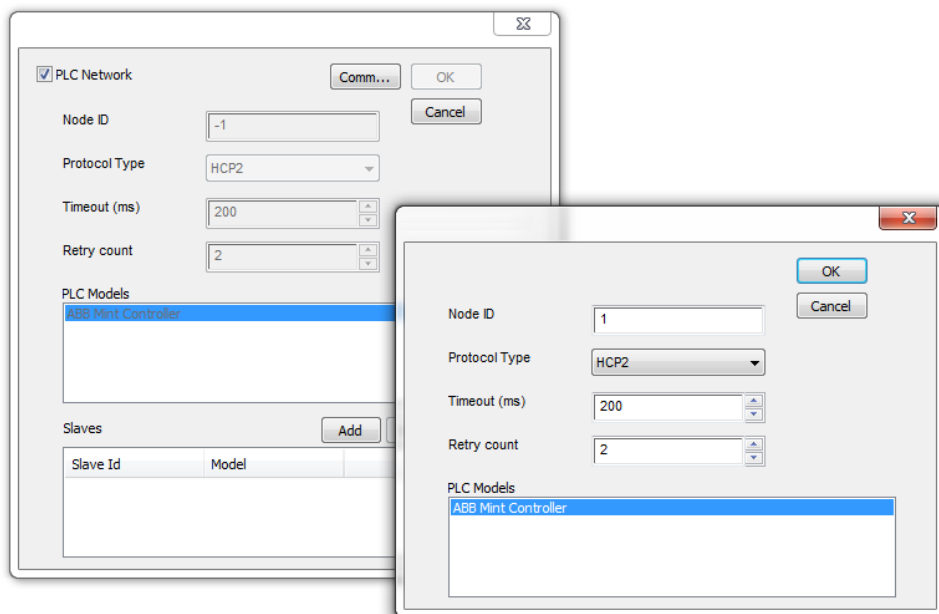 PLC Network
Comm...
OK
Cancel
Node ID
-1
Protocol Type
HCP2
Timeout (ms)
200
Retry count
2
PLC Models
ABB Mint Controller
Slaves
Add
Slave Id Model
OK
Cancel
Node ID
1
Protocol Type
HCP2
Timeout (ms)
200
Retry count
2
PLC Models
ABB Mint Controller